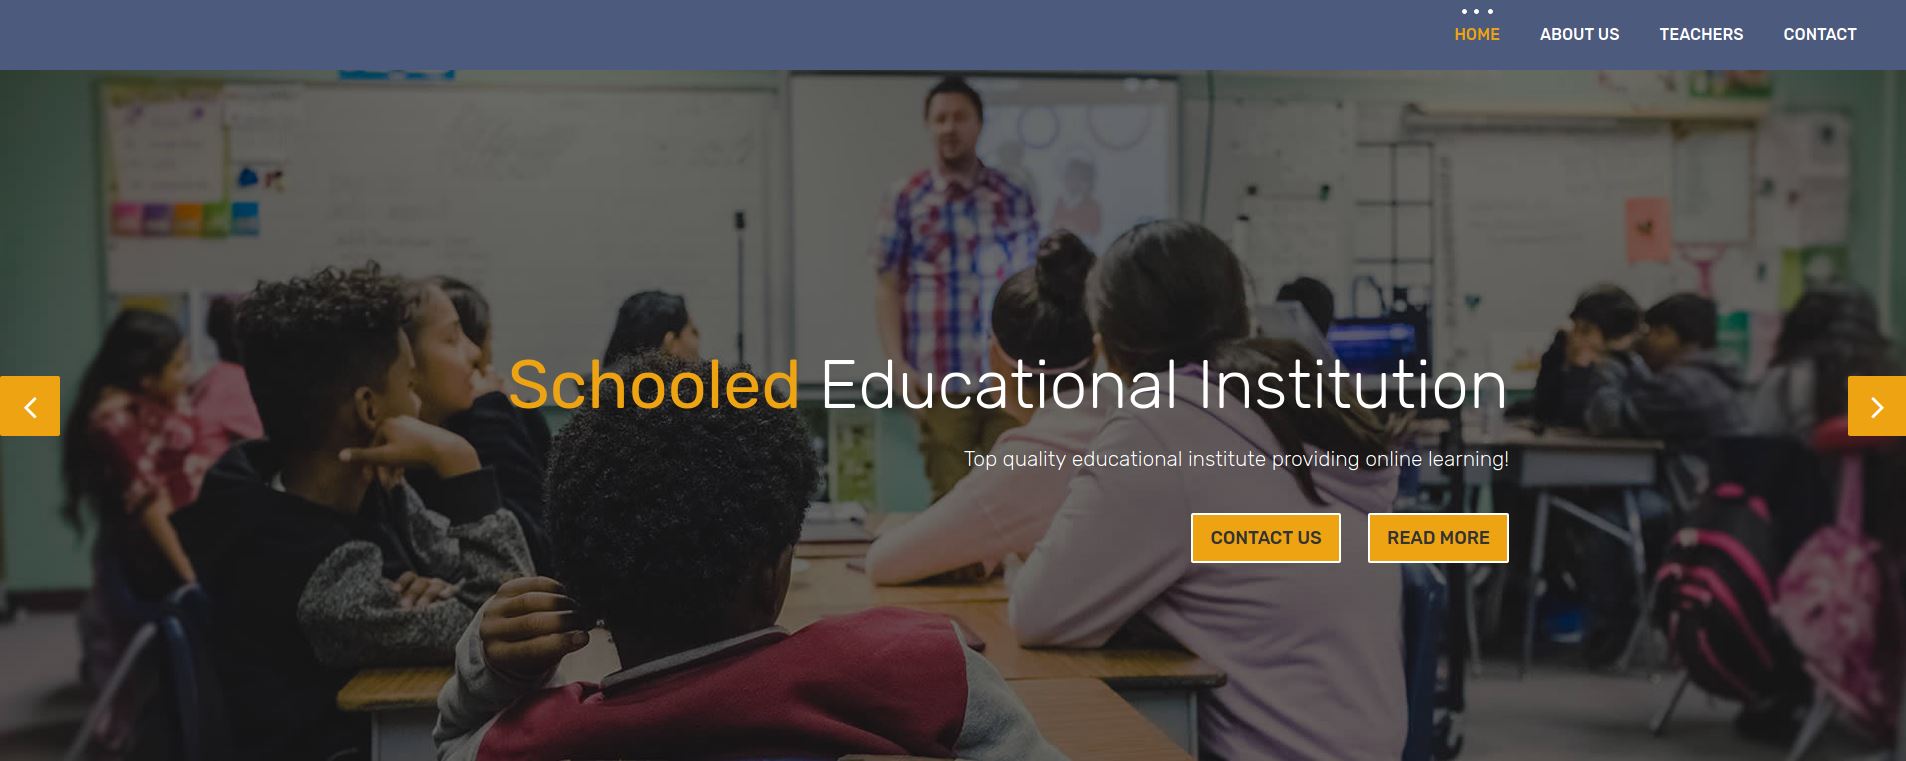 HOME ABOUT US TEACHERS CONTACT
Schooled Educational Institution
Top quality educational institute providing online learning!
CONTACT US READ MORE